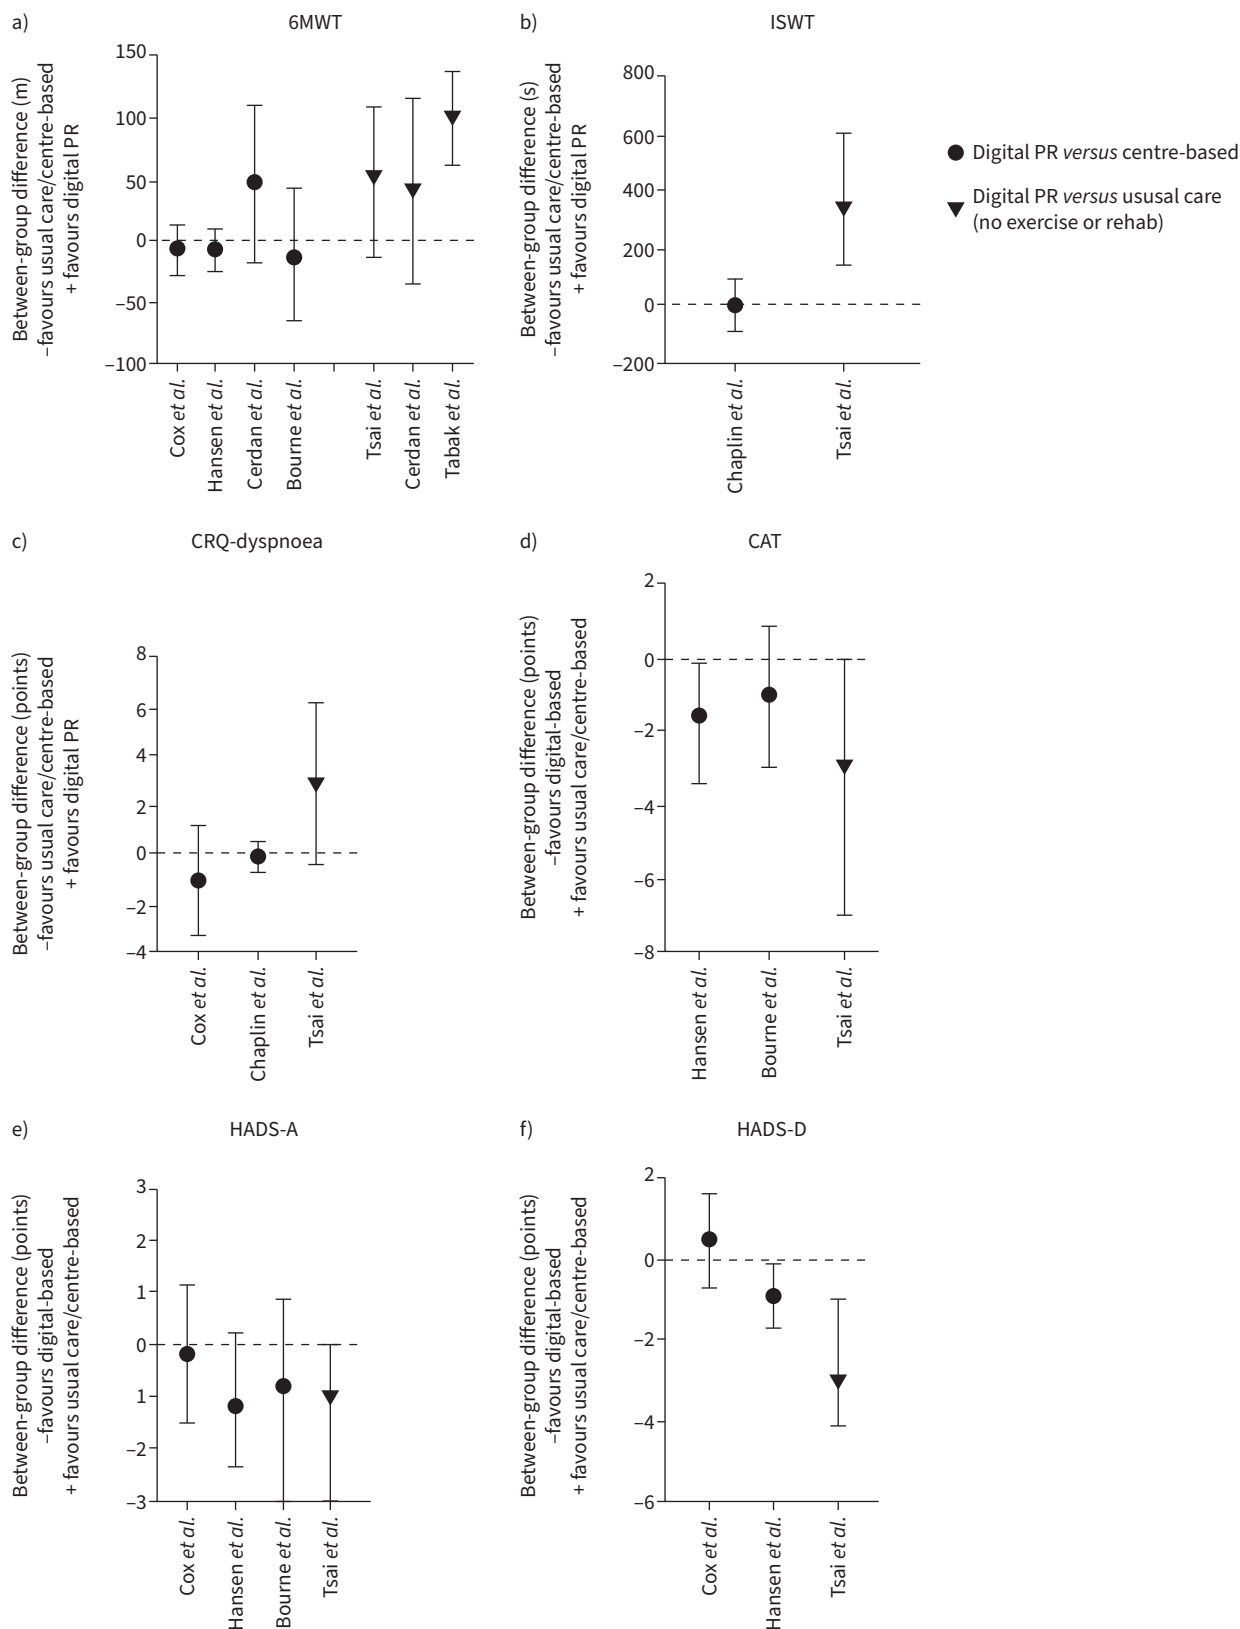 a)
6MWT
Between-group difference (m)
–favours usual care/centre-based
+ favours digital PR
150
100
50
0
–50
–100
Cox et al.
Hansen et al.
Cerdan et al.
Bourne et al.
Tsai et al.
Cerdan et al.
Tabak et al.
b)
ISWT
Between-group difference (s)
–favours usual care/centre-based
+ favours digital PR
800
600
400
200
0
–200
Chaplin et al.
Tsai et al.
Digital PR versus centre-based
Digital PR versus ususal care
(no exercise or rehab)
c)
CRQ-dyspnoea
Between-group difference (points)
–favours usual care/centre-based
+ favours digital PR
8
6
4
2
0
–2
–4
Cox et al.
Chaplin et al.
Tsai et al.
d)
CAT
Between-group difference (points)
–favours digital-based
+ favours usual care/centre-based
2
0
–2
–4
–6
–8
Hansen et al.
Bourne et al.
Tsai et al.
e)
HADS-A
Between-group difference (points)
–favours digital-based
+ favours usual care/centre-based
3
2
1
0
1
–2
–3
Cox et al.
Hansen et al.
Bourne et al.
Tsai et al.
f)
HADS-D
Between-group difference (points)
–favours digital-based
+ favours usual care/centre-based
2
0
–2
–4
–6
Cox et al.
Hansen et al.
Tsai et al.